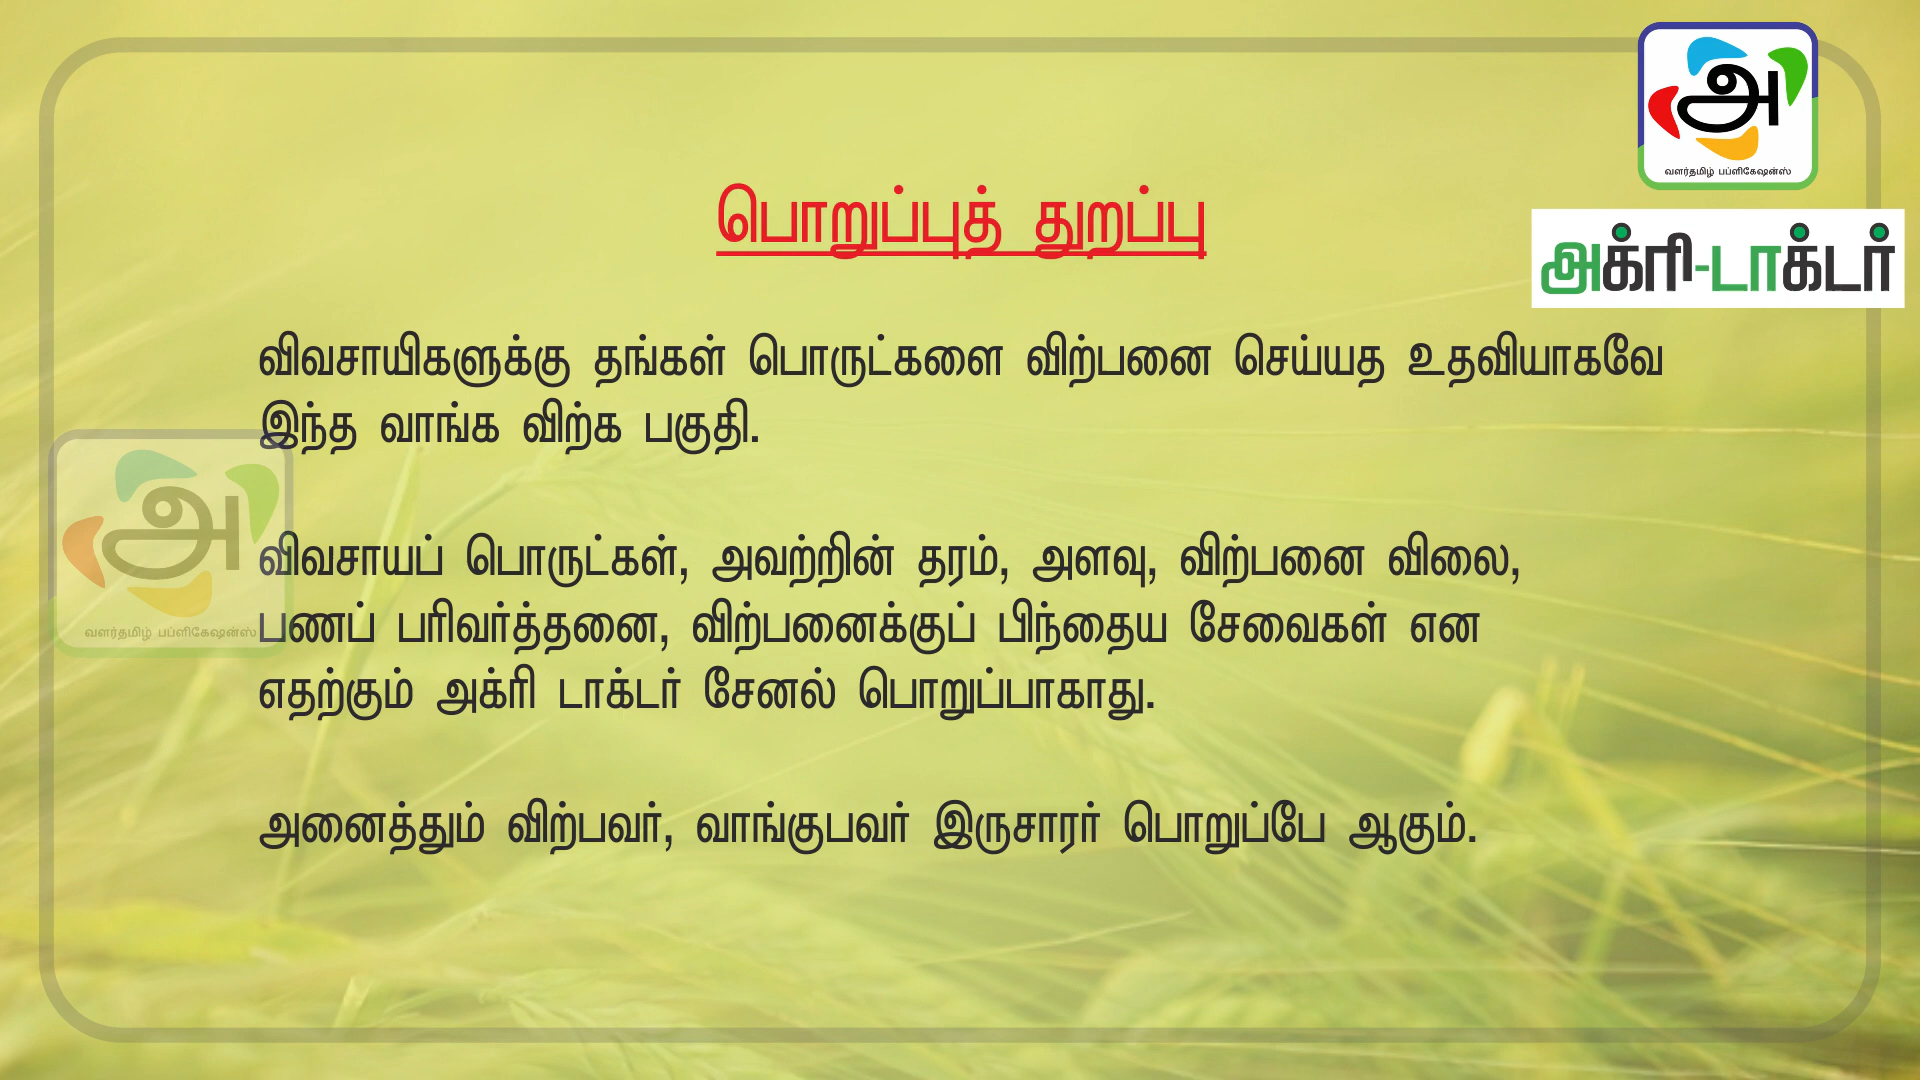 அ
வளர்தமிழ் பப்ளிகேஷன்ஸ்
பொறுப்புத் துறப்பு
அக்ரி-டாக்டர்
விவசாயிகளுக்கு தங்கள் பொருட்களை விற்பனை செய்யத உதவியாகவே
இந்த வாங்க விற்க பகுதி.
அ
வளர்தமிழ் பப்ளிகேஷன்ஸ்
விவசாயப் பொருட்கள், அவற்றின் தரம், அளவு, விற்பனை விலை,
பணப் பரிவர்த்தனை, விற்பனைக்குப் பிந்தைய சேவைகள் என
எதற்கும் அக்ரி டாக்டர் சேனல் பொறுப்பாகாது.
அனைத்தும் விற்பவர், வாங்குபவர் இருசாரர் பொறுப்பே ஆகும்.